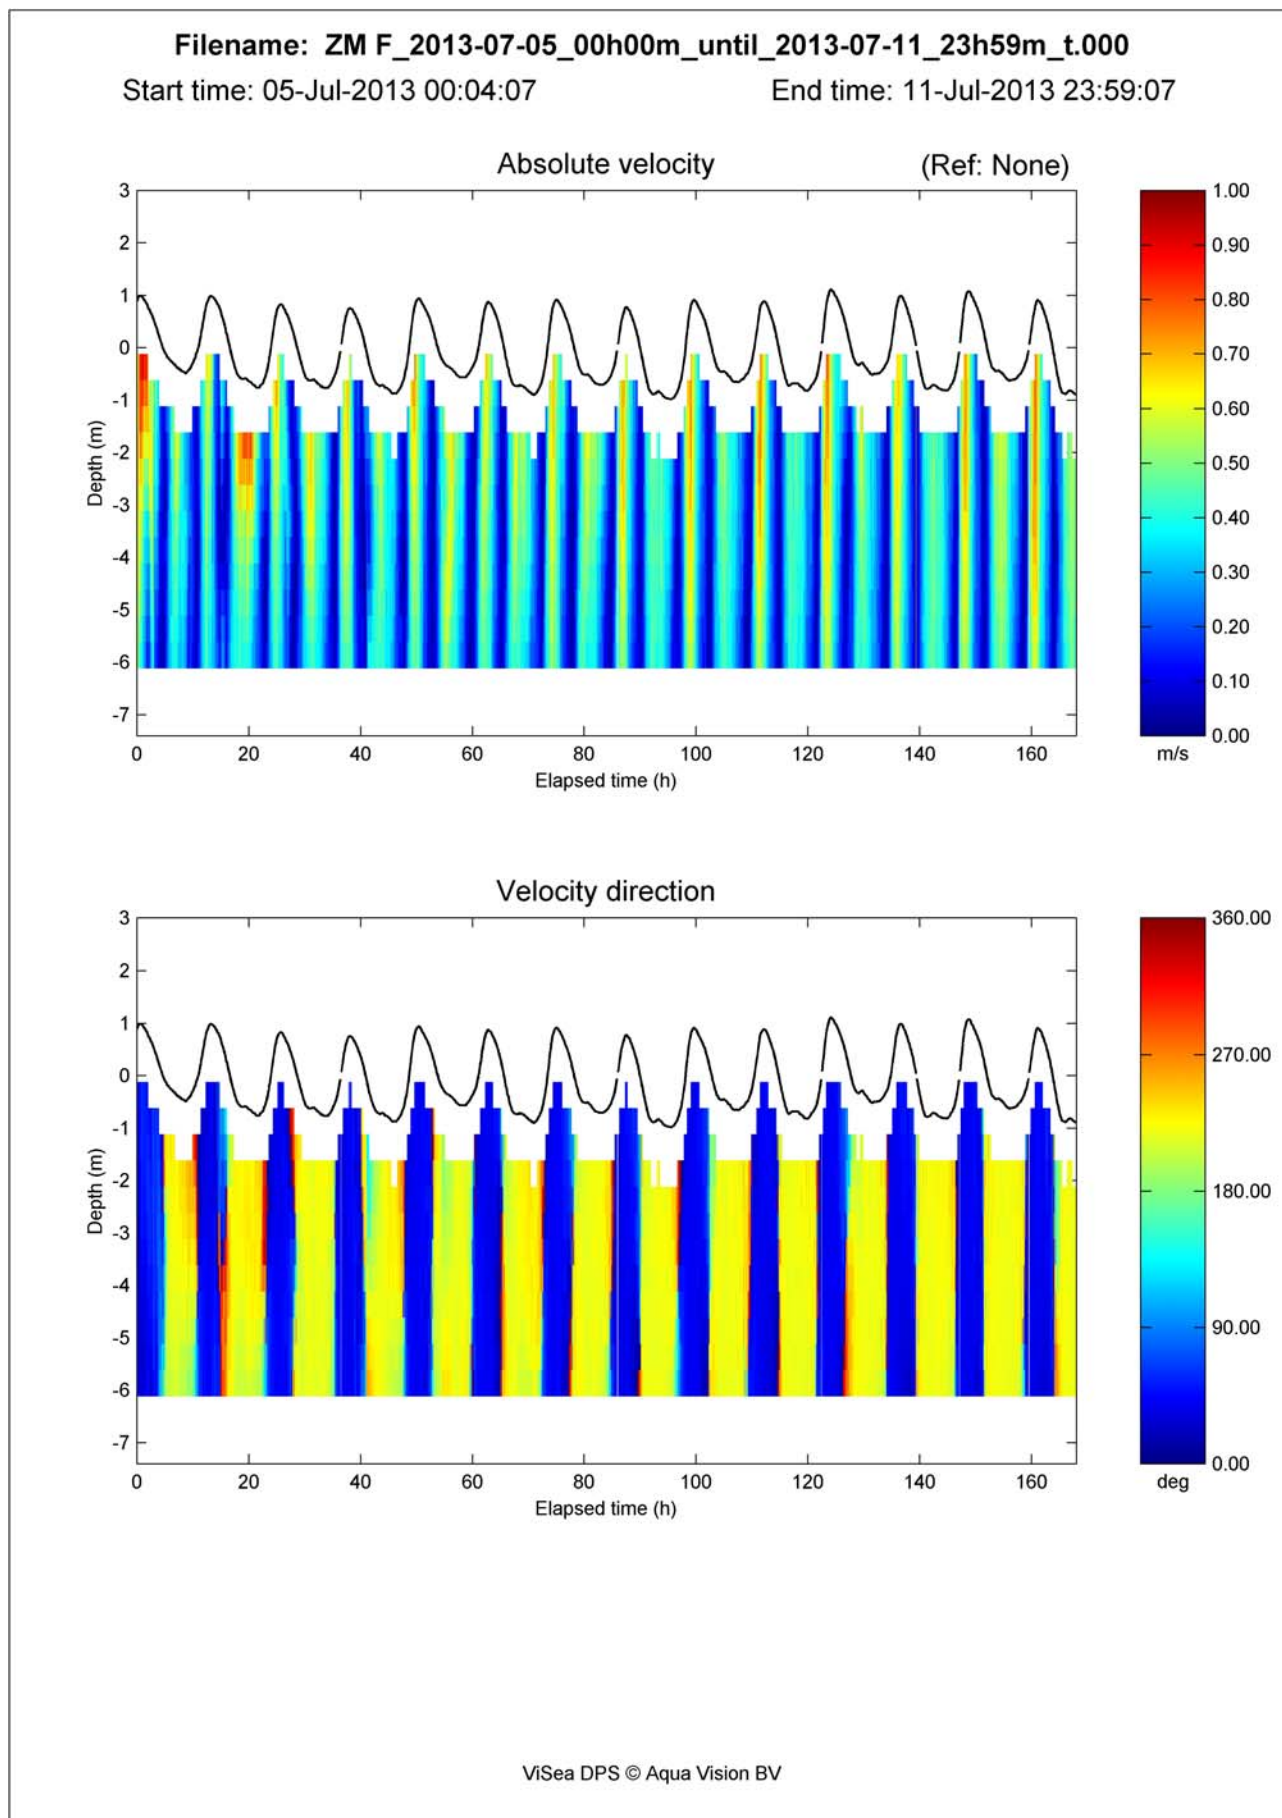 Filename:  ZM F_2013-07-05_00h00m_until_2013-07-11_23h59m_t.000
Start time: 05-Jul-2013 00:04:07 End time: 11-Jul-2013 23:59:07
Absolute velocity (Ref: None)
3
2
1
0
-1
-2
-3
-4
-5
-6
-7
Depth (m)
0 20 40 60 80 100 120 140 160
Elapsed time (h)
1.00
0.90
0.80
0.70
0.60
0.50
0.40
0.30
0.20
0.10
0.00
m/s
Velocity direction
3
2
1
0
-1
-2
-3
-4
-5
-6
-7
Depth (m)
0 20 40 60 80 100 120 140 160
Elapsed time (h)
360.00
270.00
180.00
90.00
0.00
deg
ViSea DPS © Aqua Vision BV